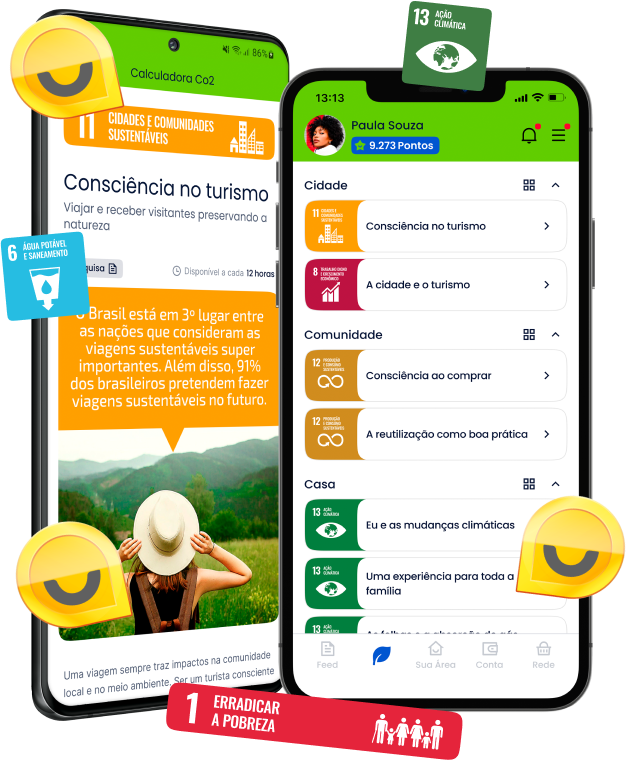 13 AÇÃO
CLIMÁTICA
86%
Calculadora Co2
11 CIDADES E COMUNIDADES
SUSTENTÁVEIS
Consciência no turismo
Viajar e receber visitantes preservando a
natureza
6 ÁGUA POTÁVEL
E SANEAMENTO
Disponível a cada 12 horas
O Brasil está em 3º lugar entre
as nações que consideram as
viagens sustentáveis super
importantes. Além disso, 91%
dos brasileiros pretendem fazer
viagens sustentáveis no futuro.
Uma viagem sempre traz impactos na comunidade
local e no meio ambiente. Ser um turista consciente
13:13
Paula Souza
9.273 Pontos
Cidade
11 CIDADES E
COMUNIDADES
SUSTENTÁVEIS
Consciência no turismo
8 TRABALHO DIGNO
E CRESCIMENTO
ECONÔMICO
A cidade e o turismo
Comunidade
12 PRODUÇÃO
E CONSUMO
SUSTENTÁVEIS
Consciência ao comprar
12 PRODUÇÃO
E CONSUMO
SUSTENTÁVEIS
A reutilização como boa prática
Casa
13 AÇÃO
CLIMÁTICA
Eu e as mudanças climáticas
13 AÇÃO
CLIMÁTICA
Uma experiência para toda a
família
13 AÇÃO
Feed
Sua Área
Conta
Rede
1 ERRADICAR
A POBREZA